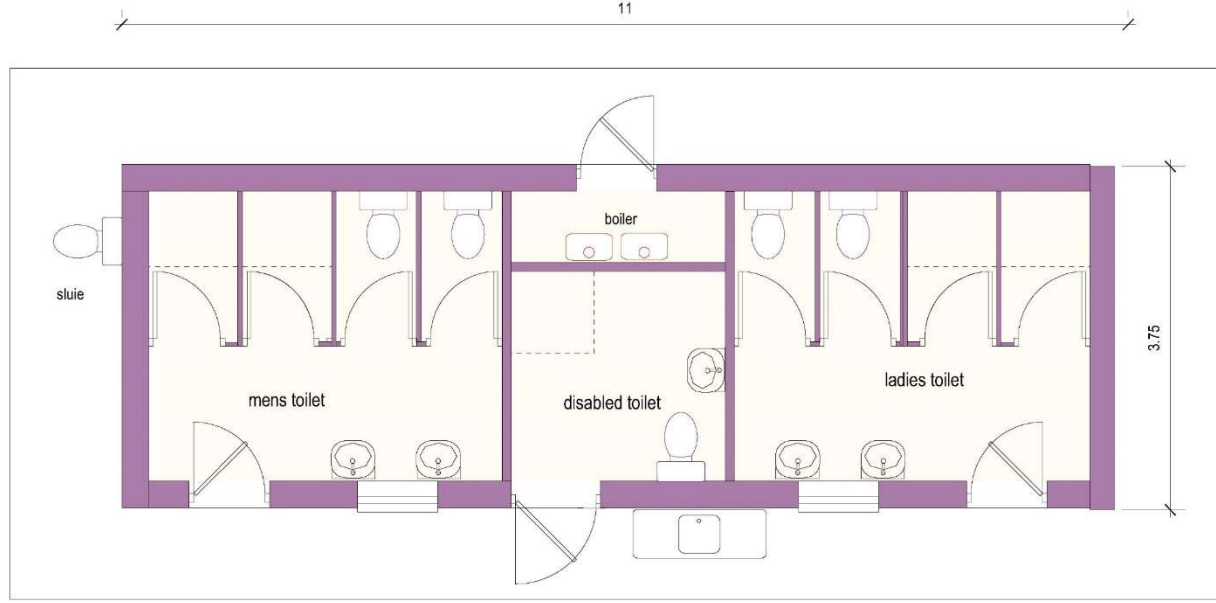 11
boiler
sluie
3.75
mens toilet
disabled toilet
ladies toilet